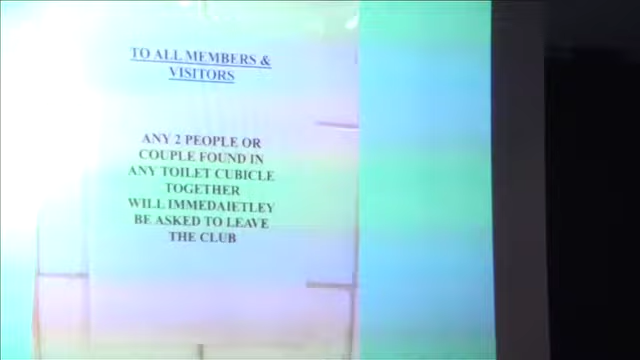 TO ALL MEMBERS &
VISITORS
ANY 2 PEOPLE OR
COUPLE FOUND IN
ANY TOILET CUBICLE
TOGETHER
WILL IMMEDAIETLEY
BE ASKED TO LEAVE
THE CLUB